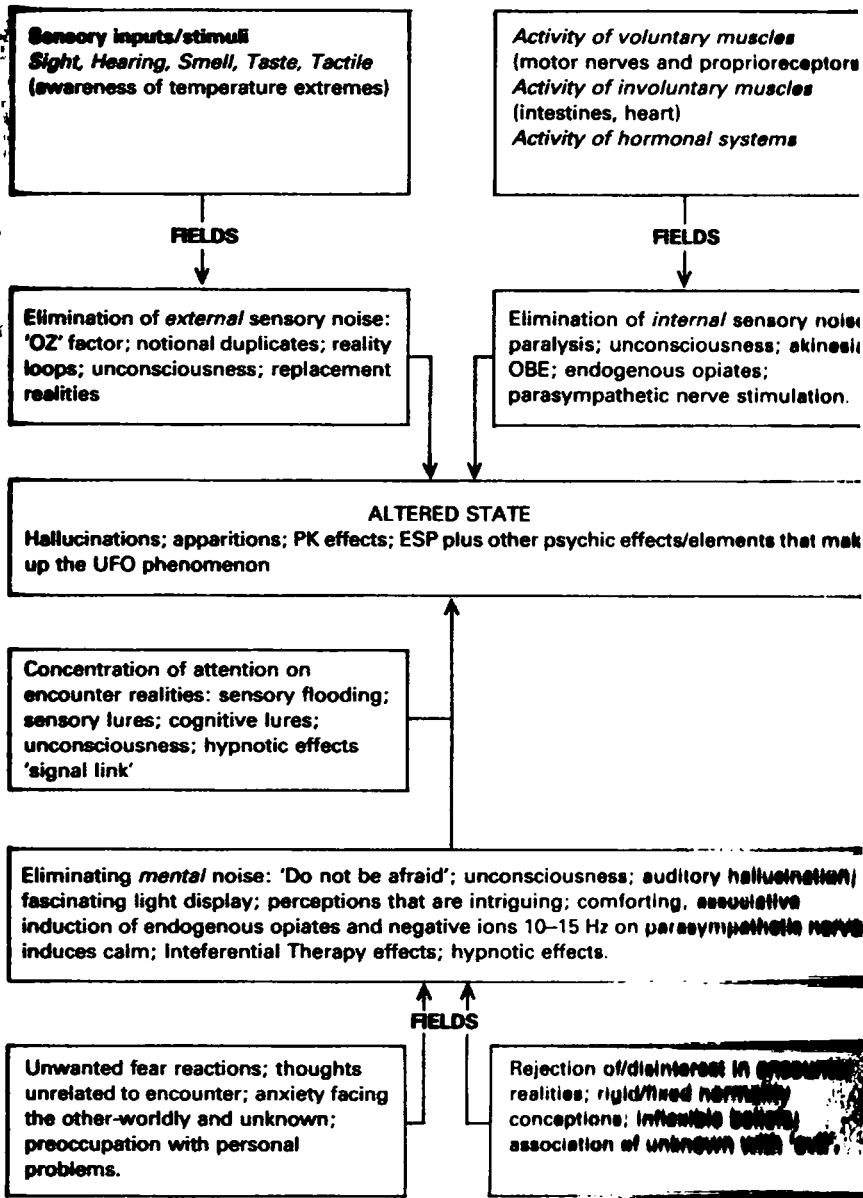 Sensory inputs/stimuli
Sight, Hearing, Smell, Taste, Tactile
(awareness of temperature extremes)
Activity of voluntary muscles
(motor nerves and proprioreceptors
Activity of involuntary muscles
(intestines, heart)
Activity of hormonal systems
FIELDS
FIELDS
Elimination of external sensory noise:
'OZ' factor; notional duplicates; reality
loops; unconsciousness; replacement
realities
Elimination of internal sensory noise
paralysis; unconsciousness; akinesia
OBE; endogenous opiates;
parasympathetic nerve stimulation.
ALTERED STATE
Hallucinations; apparitions; PK effects; ESP plus other psychic effects/elements that mak
up the UFO phenomenon
Concentration of attention on
encounter realities: sensory flooding;
sensory lures; cognitive lures;
unconsciousness; hypnotic effects
'signal link'
Eliminating mental noise: 'Do not be afraid'; unconsciousness; auditory hallucination;
fascinating light display; perceptions that are intriguing; comforting, associative
induction of endogenous opiates and negative ions 10–15 Hz on parasympathetic nerve
induces calm; Inteferential Therapy effects; hypnotic effects.
FIELDS
Unwanted fear reactions; thoughts
unrelated to encounter; anxiety facing
the other-worldly and unknown;
preoccupation with personal
problems.
Rejection of/disinterest in encounter
realities; rigid/fixed normality
conceptions; inflexible beliefs;
association of unknown with 'evil'.